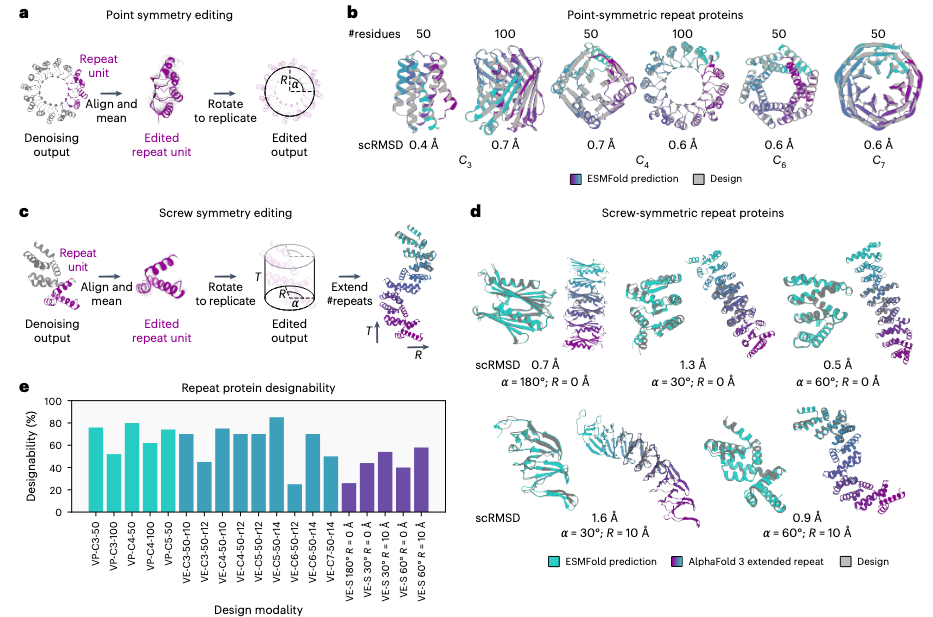 a
Point symmetry editing
Repeat
unit
Align and
mean
Rotate
to replicate
R
α
Denoising
output
Edited
repeat unit
Edited
output
b
Point-symmetric repeat proteins
#residues 50 100 50 100 50 50
scRMSD 0.4 Å 0.7 Å 0.7 Å 0.6 Å 0.6 Å 0.6 Å
C3 C4 C6 C7
ESMFold prediction Design
c
Screw symmetry editing
Repeat
unit
Align and
mean
Rotate
to replicate
T
R
α
Extend
#repeats
T
R
Denoising
output
Edited
repeat unit
Edited
output
d
Screw-symmetric repeat proteins
scRMSD 0.7 Å 1.3 Å 0.5 Å
α = 180°; R = 0 Å α = 30°; R = 0 Å α = 60°; R = 0 Å
scRMSD 1.6 Å 0.9 Å
α = 30°; R = 10 Å α = 60°; R = 10 Å
ESMFold prediction AlphaFold 3 extended repeat Design
e
Repeat protein designability
Designability (%)
100
80
60
40
20
0
VP-C3-50
VP-C3-100
VP-C4-50
VP-C4-100
VP-C5-50
VE-C3-50-r10
VE-C3-50-r12
VE-C4-50-r10
VE-C4-50-r12
VE-C5-50-r12
VE-C5-50-r14
VE-C6-50-r12
VE-C6-50-r14
VE-C7-50-r14
VE-S 180° R = 0 Å
VE-S 30° R = 0 Å
VE-S 30° R = 10 Å
VE-S 60° R = 0 Å
VE-S 60° R = 10 Å
Design modality